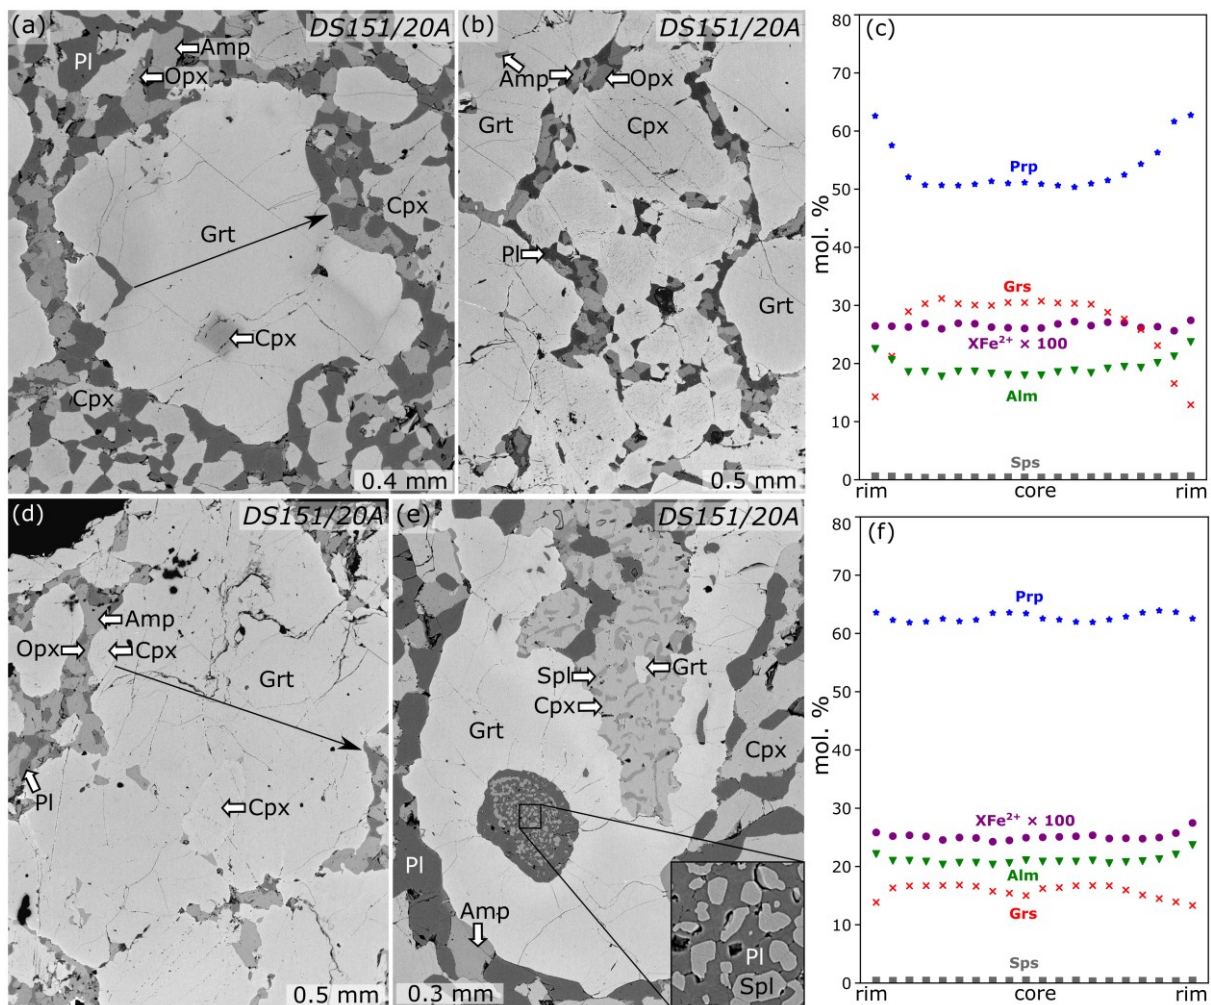 (a)
DS151/20A
Amp
Pl
Opx
Cpx
Grt
Cpx
Cpx
0.4 mm
(b)
DS151/20A
Amp
Opx
Grt
Cpx
Pl
Grt
0.5 mm
(c)
80
70
60
50
40
30
20
10
0
mol. %
Prp
Grs
XFe²⁺ × 100
Alm
Sps
rim
core
rim
(d)
DS151/20A
Amp
Opx
Cpx
Grt
Pl
Cpx
0.5 mm
(e)
DS151/20A
Spl
Grt
Cpx
Grt
Cpx
Pl
Amp
Pl
Spl
0.3 mm
(f)
80
70
60
50
40
30
20
10
0
mol. %
Prp
XFe²⁺ × 100
Alm
Grs
Sps
rim
core
rim